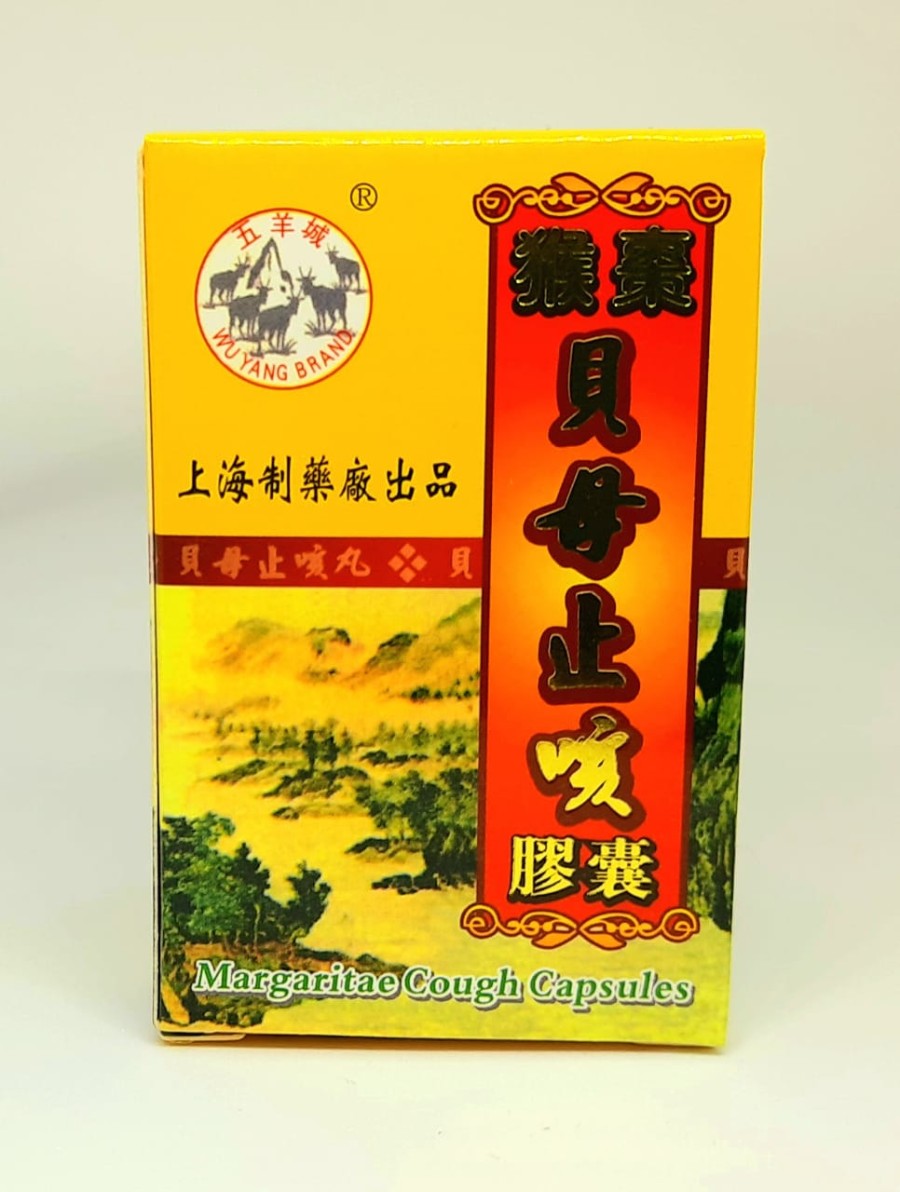 ®
五羊城
WU YANG BRAND
猴棗
貝母止咳
膠囊
上海制藥廠出品
貝母止咳丸 貝 貝
Margaritae Cough Capsules